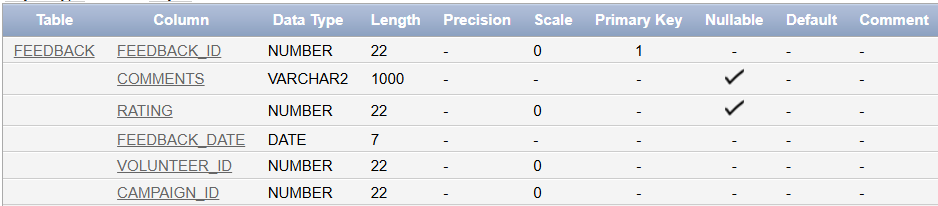 Table Column Data Type Length Precision Scale Primary Key Nullable Default Comment
FEEDBACK FEEDBACK_ID NUMBER 22 - 0 1 - - -
COMMENTS VARCHAR2 1000 - - - ✓ - -
RATING NUMBER 22 - 0 - ✓ - -
FEEDBACK_DATE DATE 7 - - - - - -
VOLUNTEER_ID NUMBER 22 - 0 - - - -
CAMPAIGN_ID NUMBER 22 - 0 - - - -